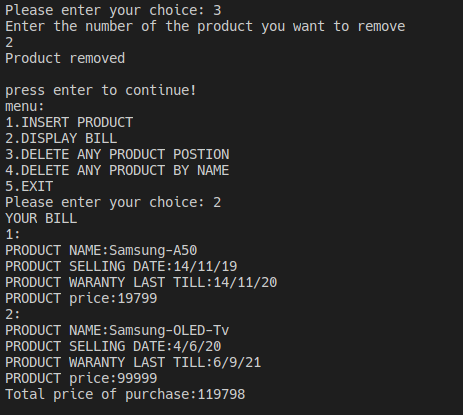 Please enter your choice: 3
Enter the number of the product you want to remove
2
Product removed

press enter to continue!
menu:
1.INSERT PRODUCT
2.DISPLAY BILL
3.DELETE ANY PRODUCT POSTION
4.DELETE ANY PRODUCT BY NAME
5.EXIT
Please enter your choice: 2
YOUR BILL
1:
PRODUCT NAME:Samsung-A50
PRODUCT SELLING DATE:14/11/19
PRODUCT WARANTY LAST TILL:14/11/20
PRODUCT price:19799
2:
PRODUCT NAME:Samsung-OLED-Tv
PRODUCT SELLING DATE:4/6/20
PRODUCT WARANTY LAST TILL:6/9/21
PRODUCT price:99999
Total price of purchase:119798